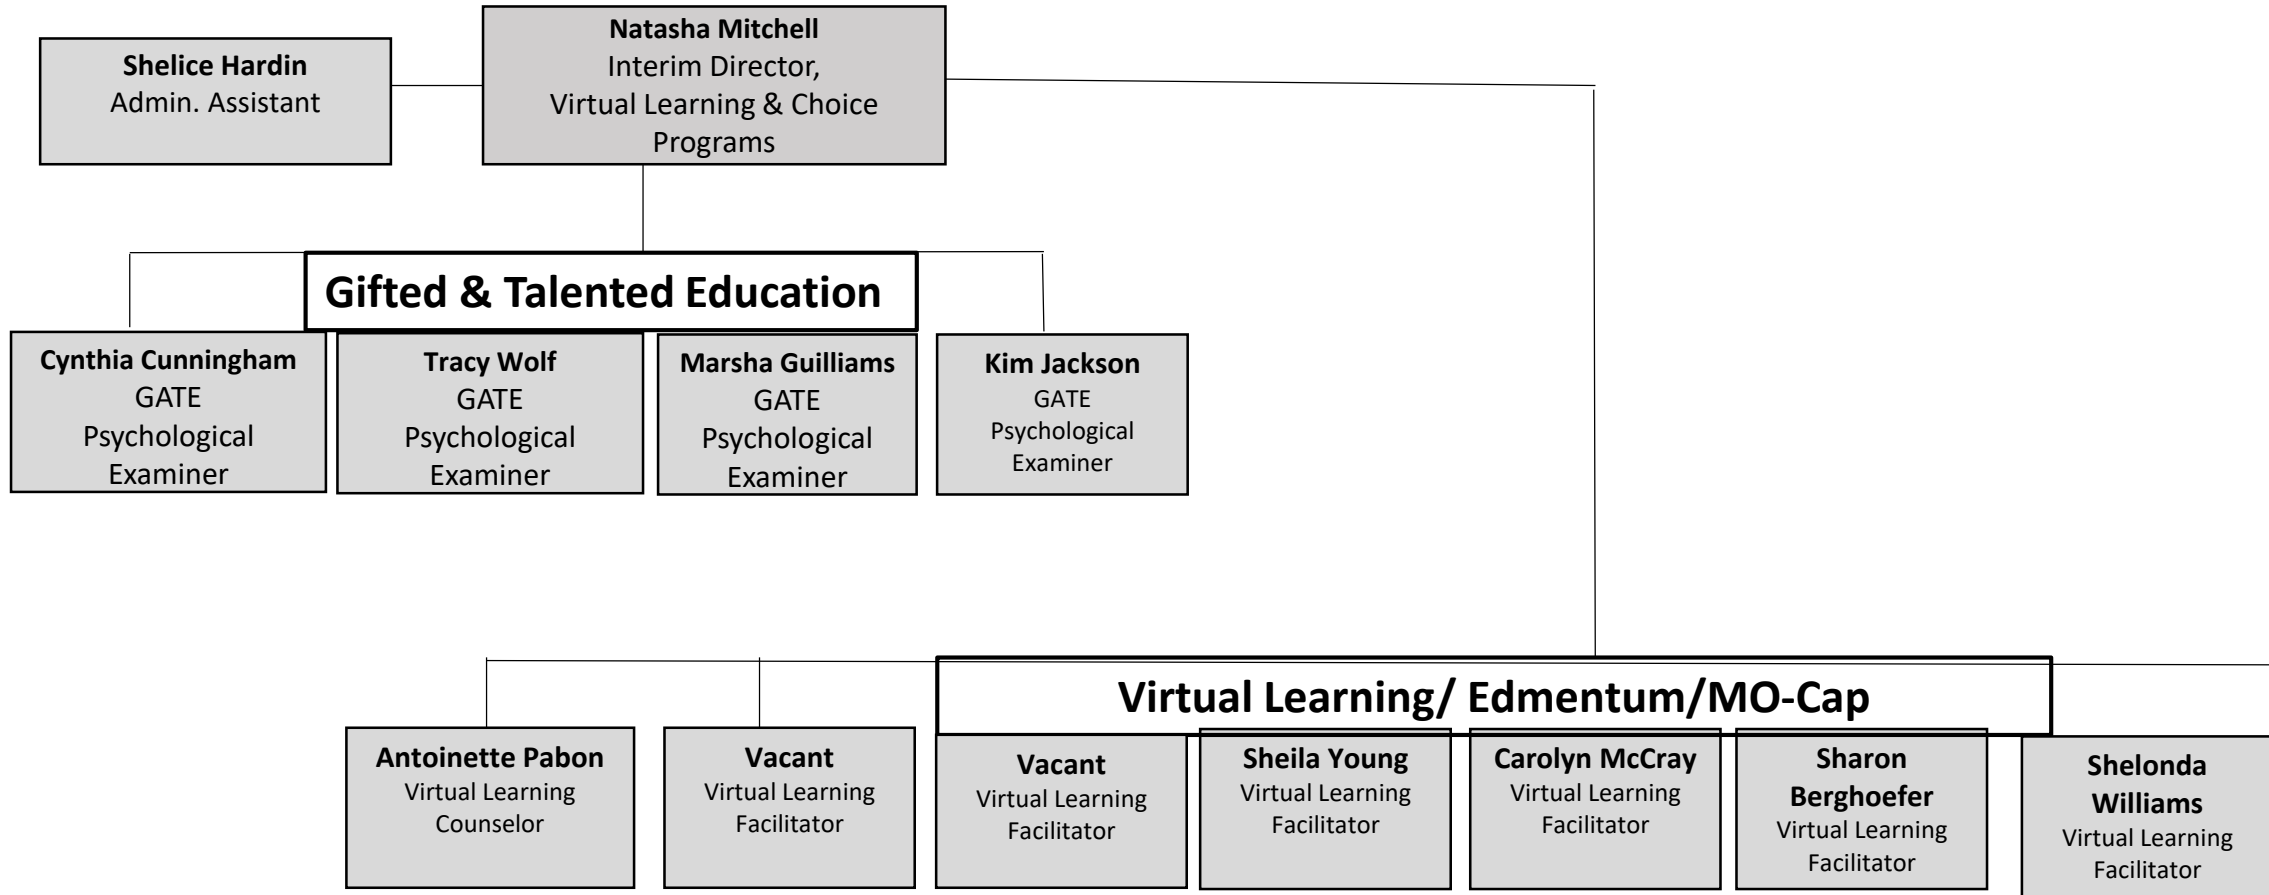 Shelice Hardin
Admin. Assistant
Natasha Mitchell
Interim Director,
Virtual Learning & Choice
Programs
Gifted & Talented Education
Cynthia Cunningham
GATE
Psychological
Examiner
Tracy Wolf
GATE
Psychological
Examiner
Marsha Guilliams
GATE
Psychological
Examiner
Kim Jackson
GATE
Psychological
Examiner
Virtual Learning/ Edmentum/MO-Cap
Antoinette Pabon
Virtual Learning
Counselor
Vacant
Virtual Learning
Facilitator
Vacant
Virtual Learning
Facilitator
Sheila Young
Virtual Learning
Facilitator
Carolyn McCray
Virtual Learning
Facilitator
Sharon
Berghoefer
Virtual Learning
Facilitator
Shelonda
Williams
Virtual Learning
Facilitator